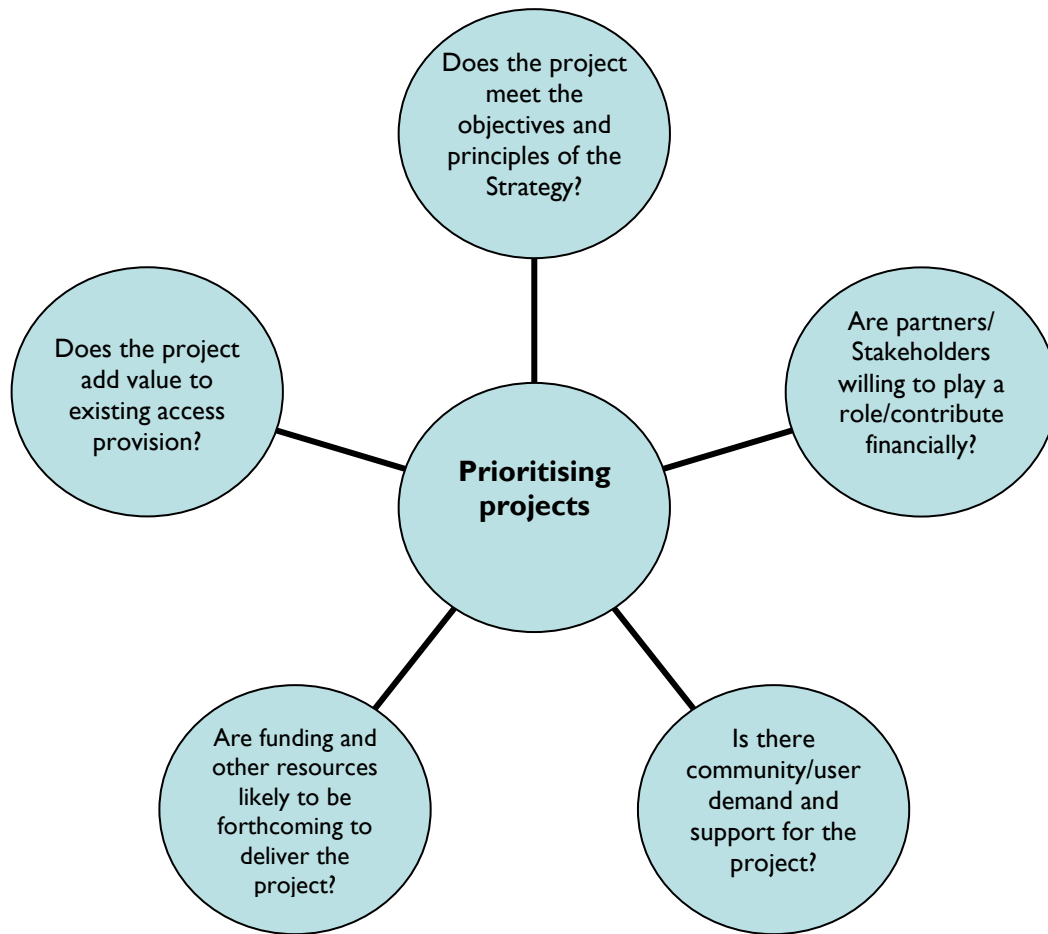 Does the project
meet the
objectives and
principles of the
Strategy?
Does the project
add value to
existing access
provision?
Are partners/
Stakeholders
willing to play a
role/contribute
financially?
Prioritising
projects
Are funding and
other resources
likely to be
forthcoming to
deliver the
project?
Is there
community/user
demand and
support for the
project?